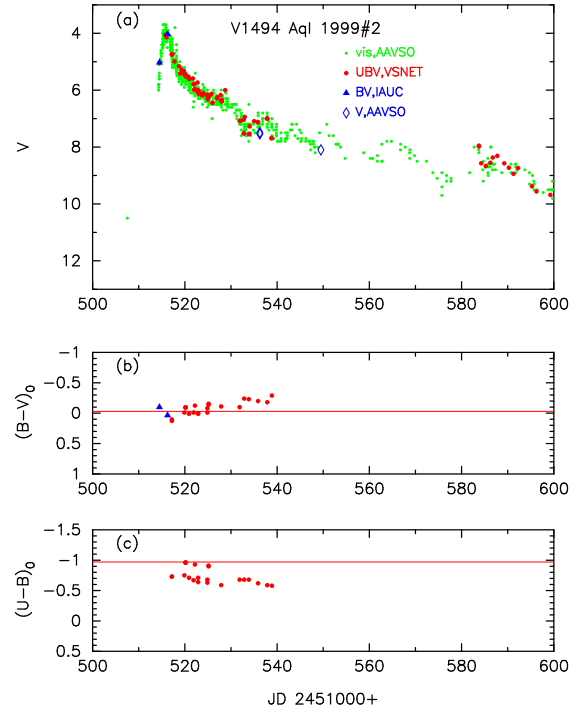 (a) V1494 Aql 1999#2
vis,AAVSO
UBV,VSNET
BV,IAUC
V,AAVSO
V
4
6
8
10
12
500 520 540 560 580 600
(b)
(B−V)0
−1
−0.5
0
0.5
1
500 520 540 560 580 600
(c)
(U−B)0
−1.5
−1
−0.5
0
0.5
500 520 540 560 580 600
JD 2451000+